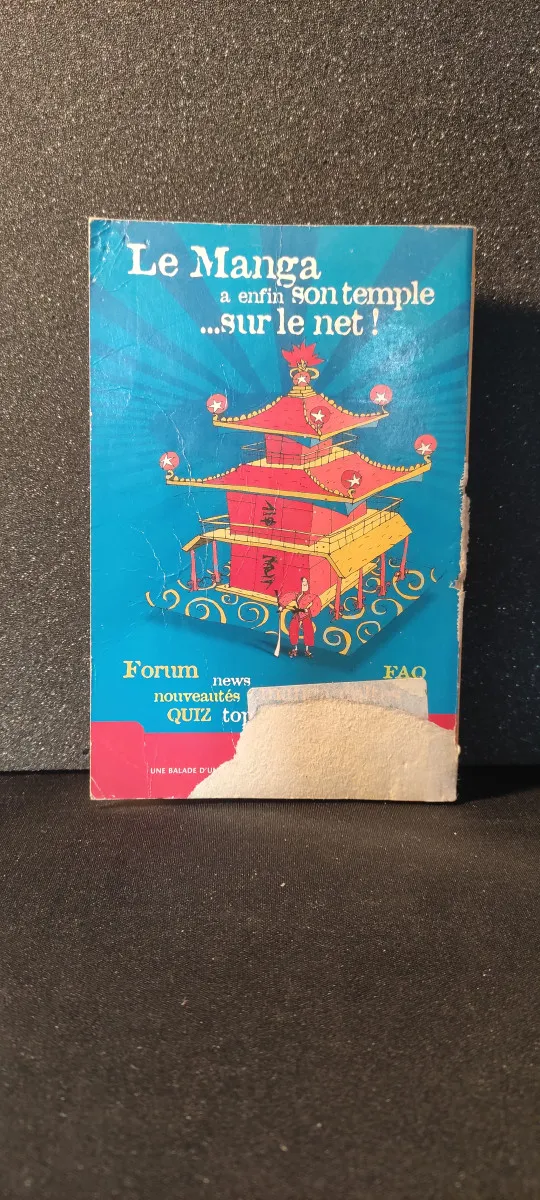 Le Manga
a enfin son temple
...sur le net !
Forum
news
FAQ
nouveautés
QUIZ
UNE BALADE